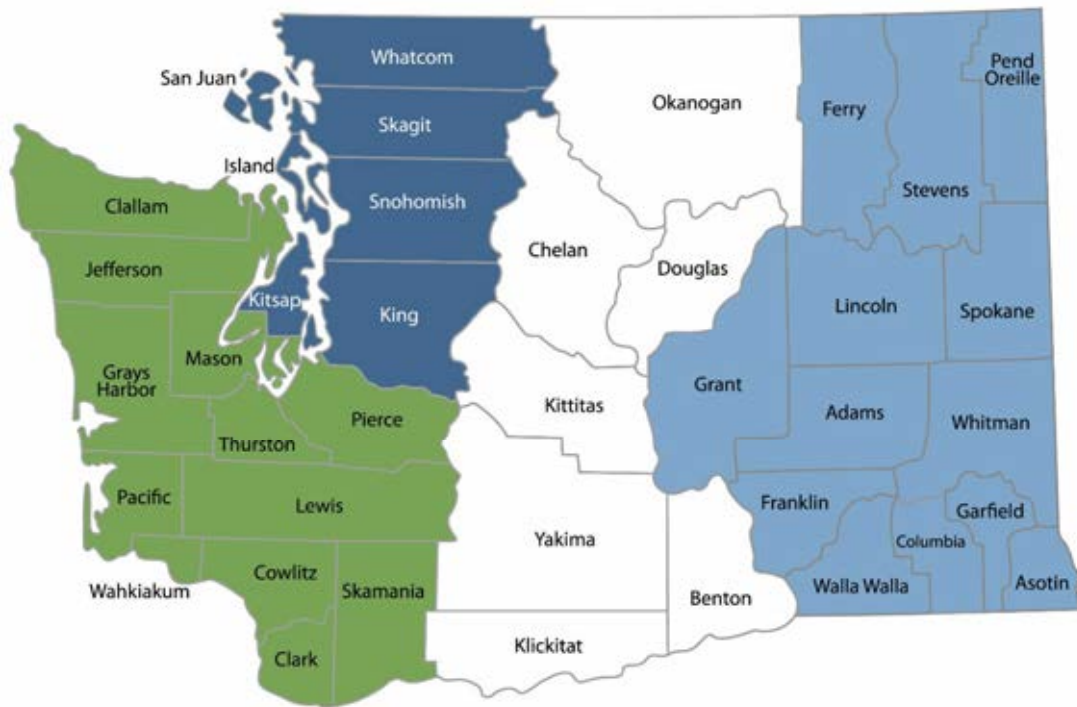 Whatcom
San Juan
Pend
Oreille
Okanogan
Ferry
Skagit
Island
Stevens
Clallam
Snohomish
Chelan
Jefferson
Douglas
Kitsap
King
Lincoln
Spokane
Mason
Grays
Harbor
Grant
Kittitas
Adams
Pierce
Whitman
Thurston
Pacific
Lewis
Franklin
Garfield
Yakima
Columbia
Cowlitz
Wahkiakum
Skamania
Walla Walla
Asotin
Benton
Klickitat
Clark